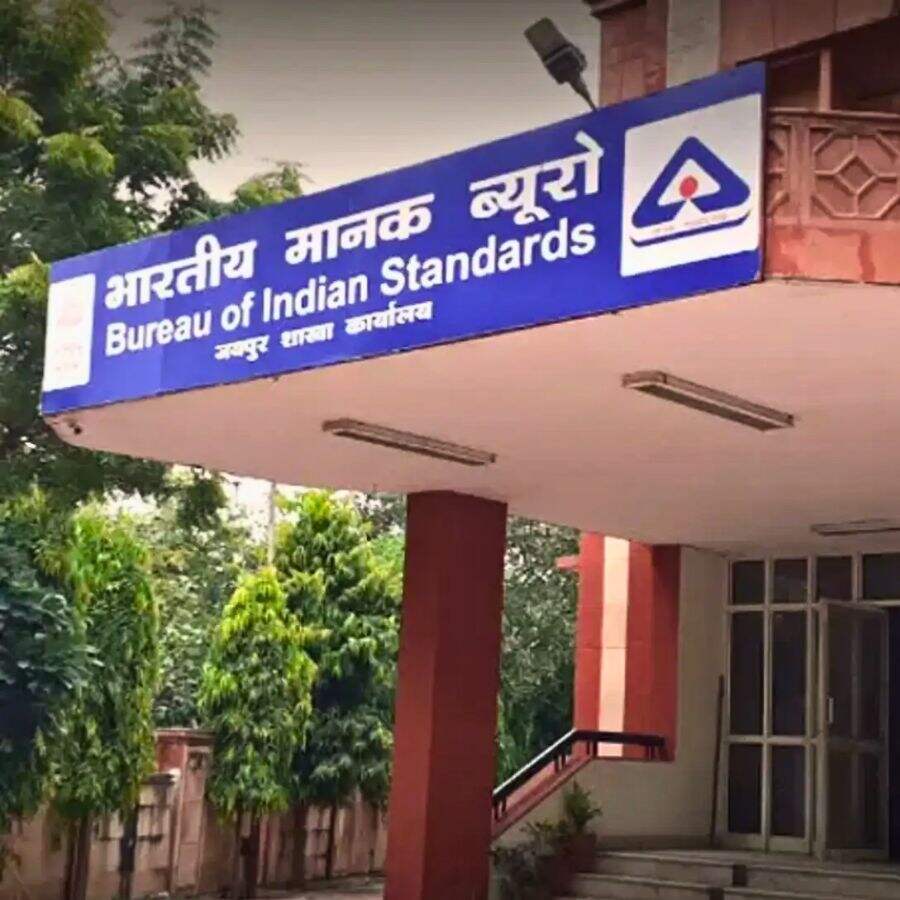 भारतीय मानक ब्यूरो
Bureau of Indian Standards
जयपुर शाखा कार्यालय